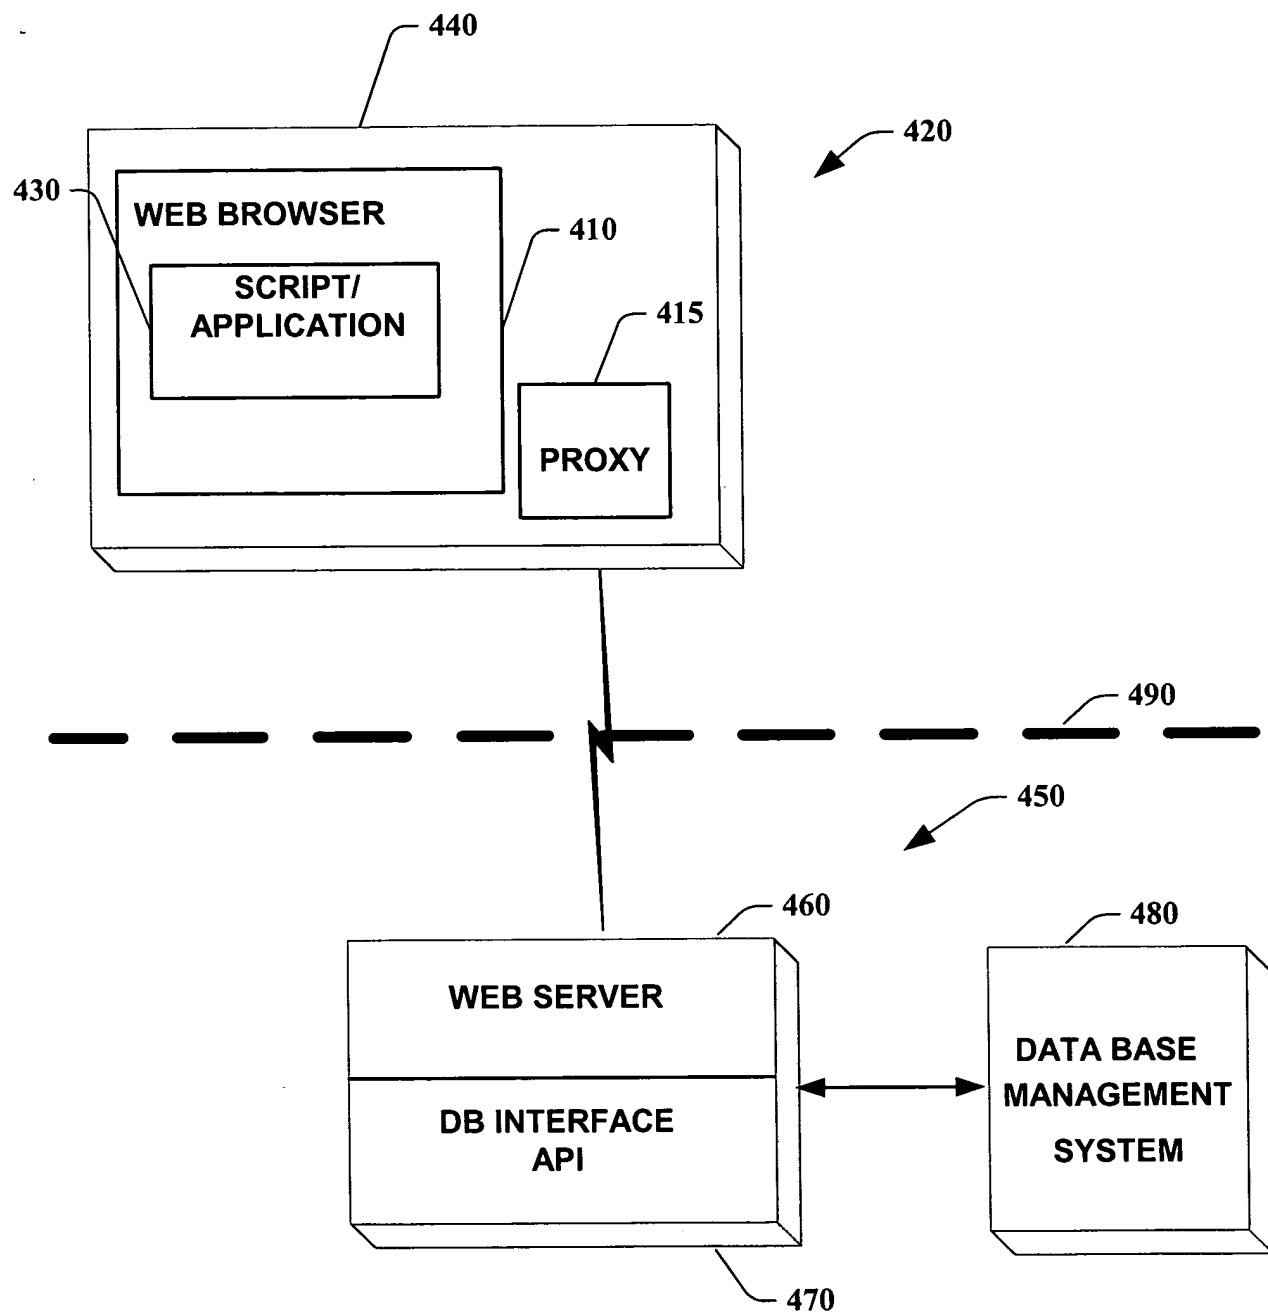 440
420
430
WEB BROWSER
410
SCRIPT/
APPLICATION
415
PROXY
490
450
460
480
WEB SERVER
DATA BASE
MANAGEMENT
SYSTEM
DB INTERFACE
API
470